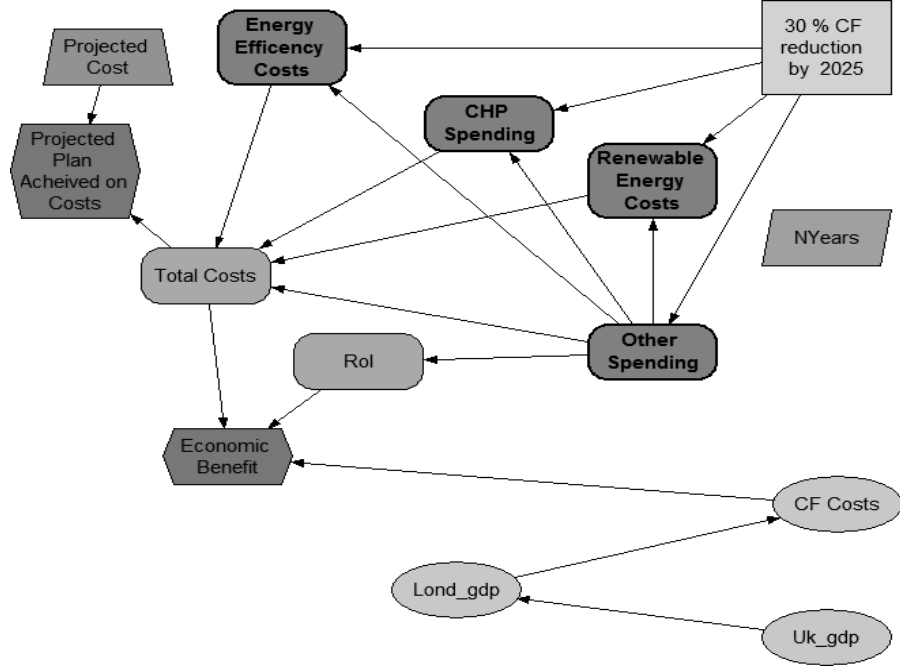 Energy
Efficency
Costs
30 % CF
reduction
by 2025
Projected
Cost
CHP
Spending
Projected
Plan
Acheived on
Costs
Renewable
Energy
Costs
NYears
Total Costs
Other
Spending
RoI
Economic
Benefit
CF Costs
Lond_gdp
Uk_gdp